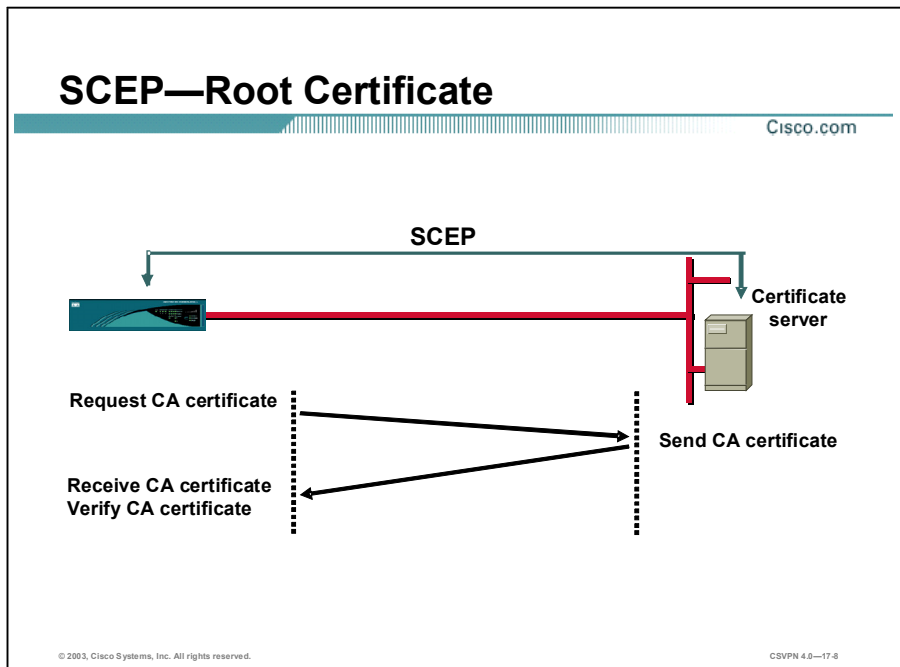 SCEP—Root Certificate
Cisco.com
SCEP
Certificate
server
Request CA certificate
Send CA certificate
Receive CA certificate
Verify CA certificate
© 2003, Cisco Systems, Inc. All rights reserved.
CSVPN 4.0—17-8